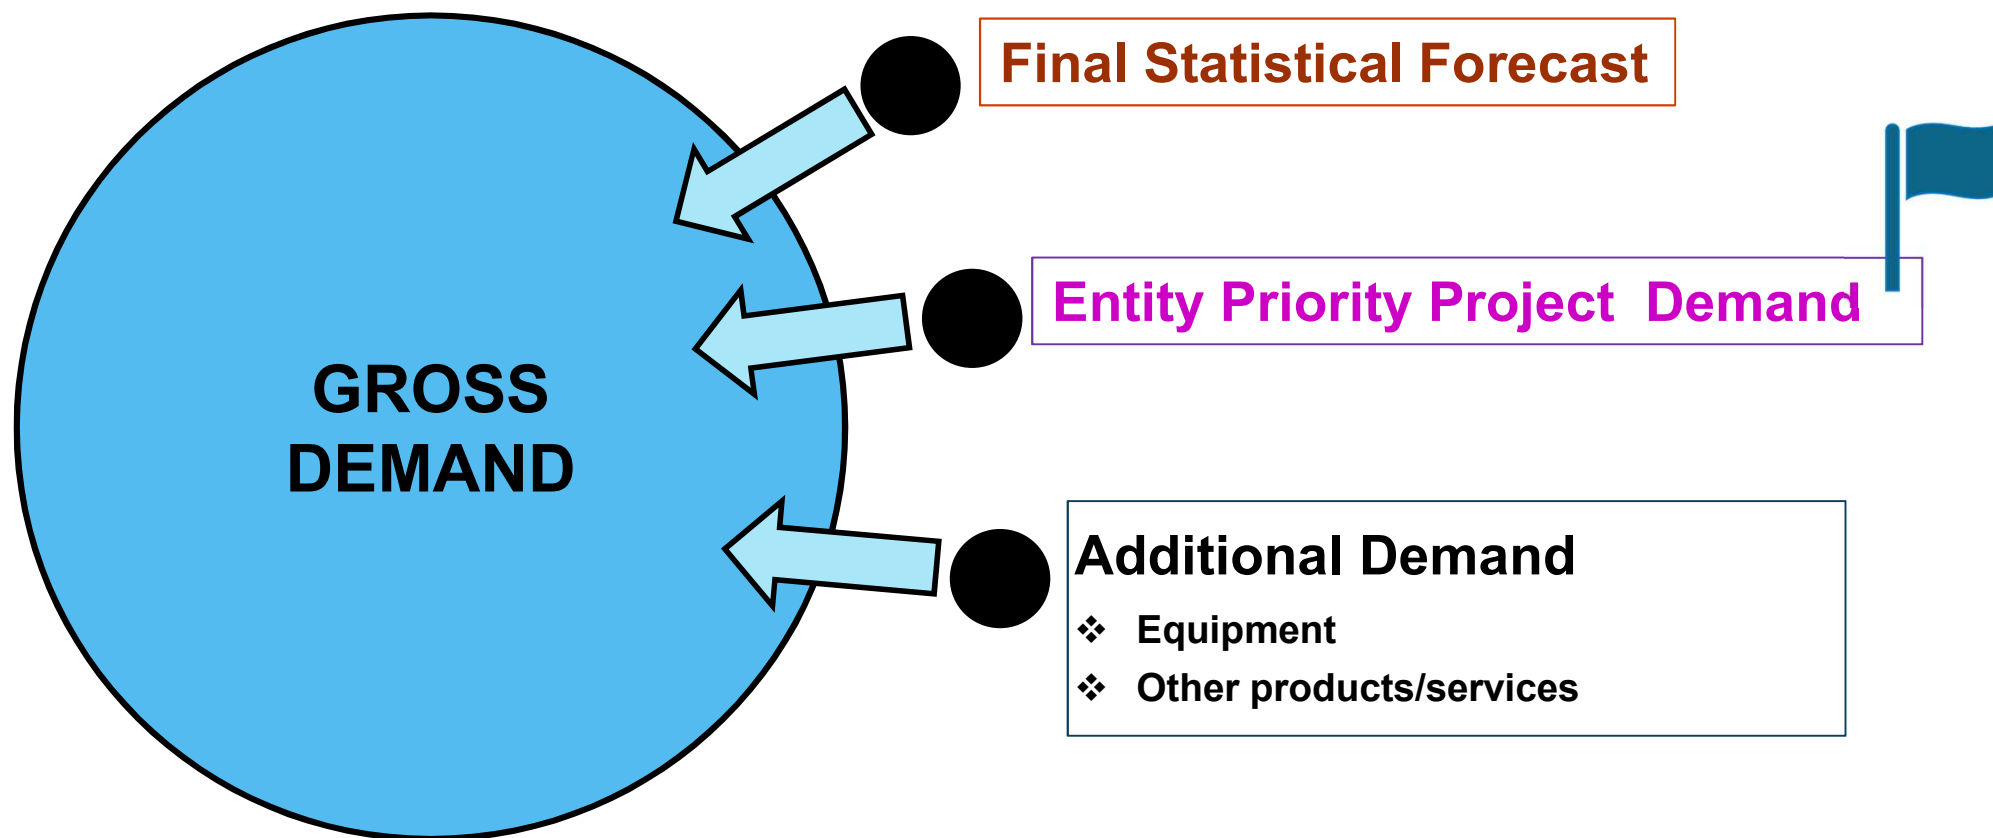 Final Statistical Forecast
Entity Priority Project  Demand
GROSS
DEMAND
Additional Demand
❖ Equipment
❖ Other products/services